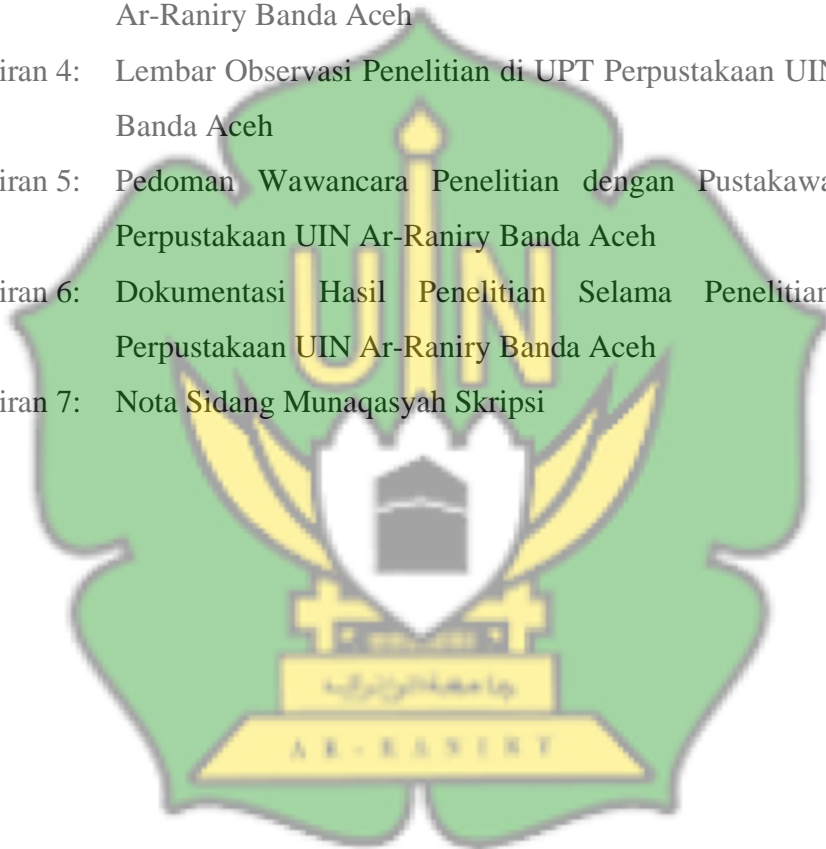 Ar-Raniry Banda Aceh
iran 4: Lembar Observasi Penelitian di UPT Perpustakaan UIN
Banda Aceh
iran 5: Pedoman Wawancara Penelitian dengan Pustakawa
Perpustakaan UIN Ar-Raniry Banda Aceh
iran 6: Dokumentasi Hasil Penelitian Selama Penelitian
Perpustakaan UIN Ar-Raniry Banda Aceh
iran 7: Nota Sidang Munaqasyah Skripsi
UIN
جامعة الرانيري
AR-RANIRY